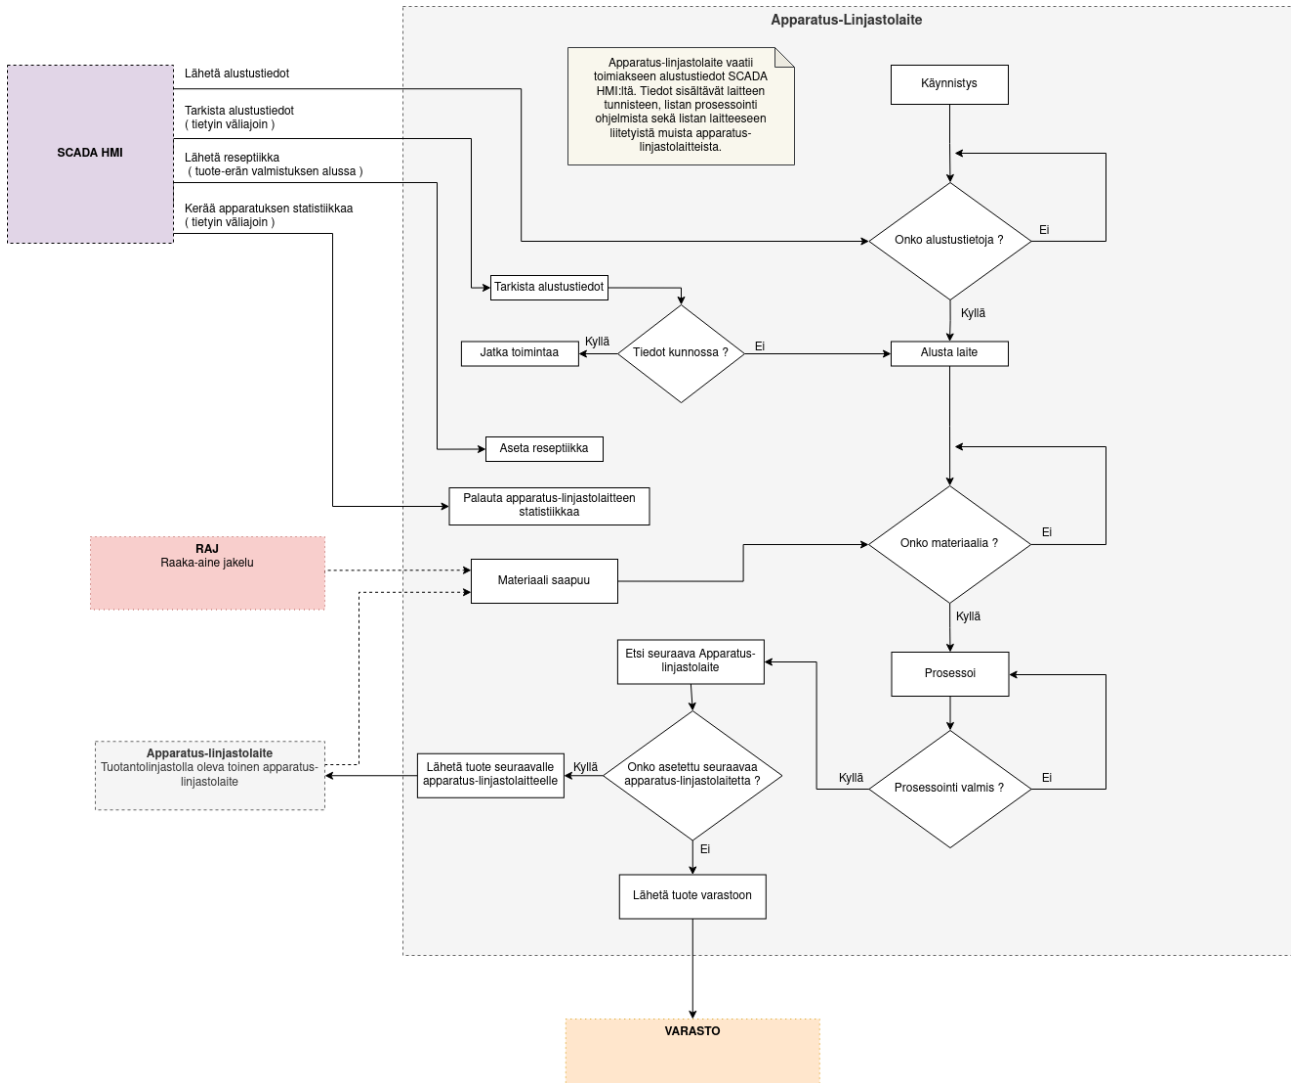 Apparatus-Linjastolaite
Apparatus-linjastolaite vaatii
toimiakseen alustustiedot SCADA
HMI:ltä. Tiedot sisältävät laitteen
tunnisteen, listan prosessointi
ohjelmista sekä listan laitteeseen
liitetyistä muista apparatus-
linjastolaitteista.
Käynnistys
SCADA HMI
Lähetä alustustiedot
Tarkista alustustiedot
( tietyin väliajoin )
Lähetä reseptiikka
( tuote-erän valmistuksen alussa )
Kerää apparatuksen statistiikkaa
( tietyin väliajoin )
Onko alustustietoja ?
Ei
Kyllä
Tarkista alustustiedot
Tiedot kunnossa ?
Kyllä
Ei
Jatka toimintaa
Alusta laite
Aseta reseptiikka
Palauta apparatus-linjastolaitteen
statistiikkaa
RAJ
Raaka-aine jakelu
Materiaali saapuu
Onko materiaalia ?
Ei
Kyllä
Etsi seuraava Apparatus-
linjastolaite
Prosessoi
Apparatus-linjastolaite
Tuotantolinjastolla oleva toinen apparatus-
linjastolaite
Lähetä tuote seuraavalle
apparatus-linjastolaitteelle
Kyllä
Onko asetettu seuraavaa
apparatus-linjastolaitetta ?
Kyllä
Prosessointi valmis ?
Ei
Ei
Lähetä tuote varastoon
VARASTO